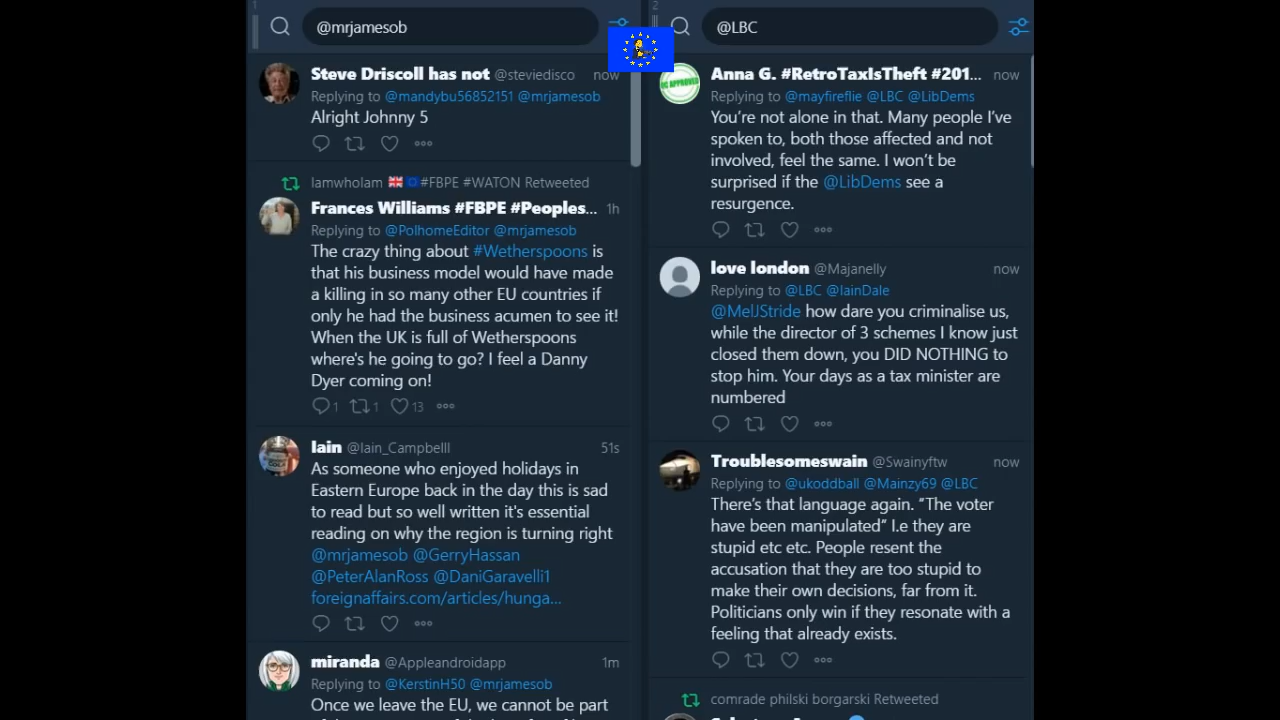 1
@mrjamesob
Steve Driscoll has not @steviedisco now
Replying to @mandybu56852151 @mrjamesob
Alright Johnny 5
Iamwholam 🇬🇧🇪🇺#FBPE #WATON Retweeted
Frances Williams #FBPE #Peoples... 1h
Replying to @PolhomeEditor @mrjamesob
The crazy thing about #Wetherspoons is
that his business model would have made
a killing in so many other EU countries if
only he had the business acumen to see it!
When the UK is full of Wetherspoons
where's he going to go? I feel a Danny
Dyer coming on!
1 1 13
Iain @Iain_Campbelll 51s
As someone who enjoyed holidays in
Eastern Europe back in the day this is sad
to read but so well written it's essential
reading on why the region is turning right
@mrjamesob @GerryHassan
@PeterAlanRoss @DaniGaravelli1
foreignaffairs.com/articles/hunga...
miranda @Appleandroidapp 1m
Replying to @KerstinH50 @mrjamesob
Once we leave the EU, we cannot be part
2
@LBC
Anna G. #RetroTaxIsTheft #201... now
Replying to @mayfireflie @LBC @LibDems
You're not alone in that. Many people I've
spoken to, both those affected and not
involved, feel the same. I won't be
surprised if the @LibDems see a
resurgence.
love london @Majanelly now
Replying to @LBC @IainDale
@MelJStride how dare you criminalise us,
while the director of 3 schemes I know just
closed them down, you DID NOTHING to
stop him. Your days as a tax minister are
numbered
Troublesomeswain @Swainyftw now
Replying to @ukoddball @Mainzy69 @LBC
There's that language again. "The voter
have been manipulated" I.e they are
stupid etc etc. People resent the
accusation that they are too stupid to
make their own decisions, far from it.
Politicians only win if they resonate with a
feeling that already exists.
comrade philski borgarski Retweeted